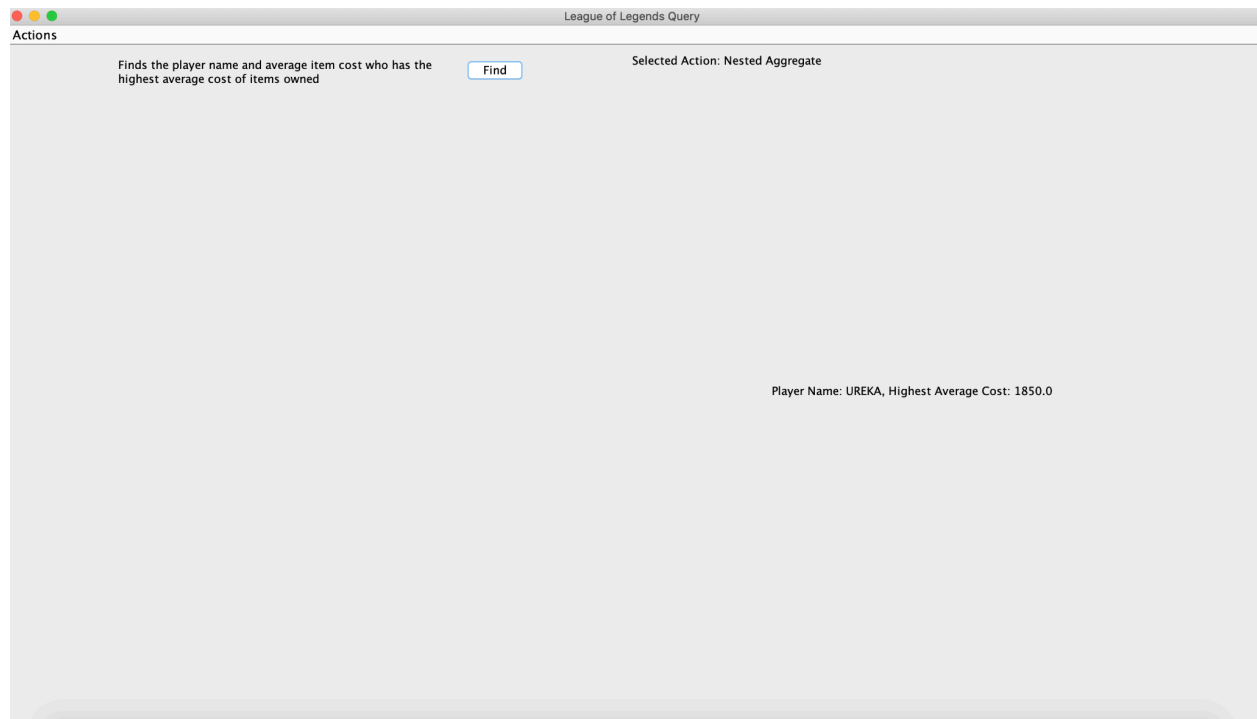 League of Legends Query
Actions
Finds the player name and average item cost who has the
highest average cost of items owned
Find
Selected Action: Nested Aggregate
Player Name: UREKA, Highest Average Cost: 1850.0